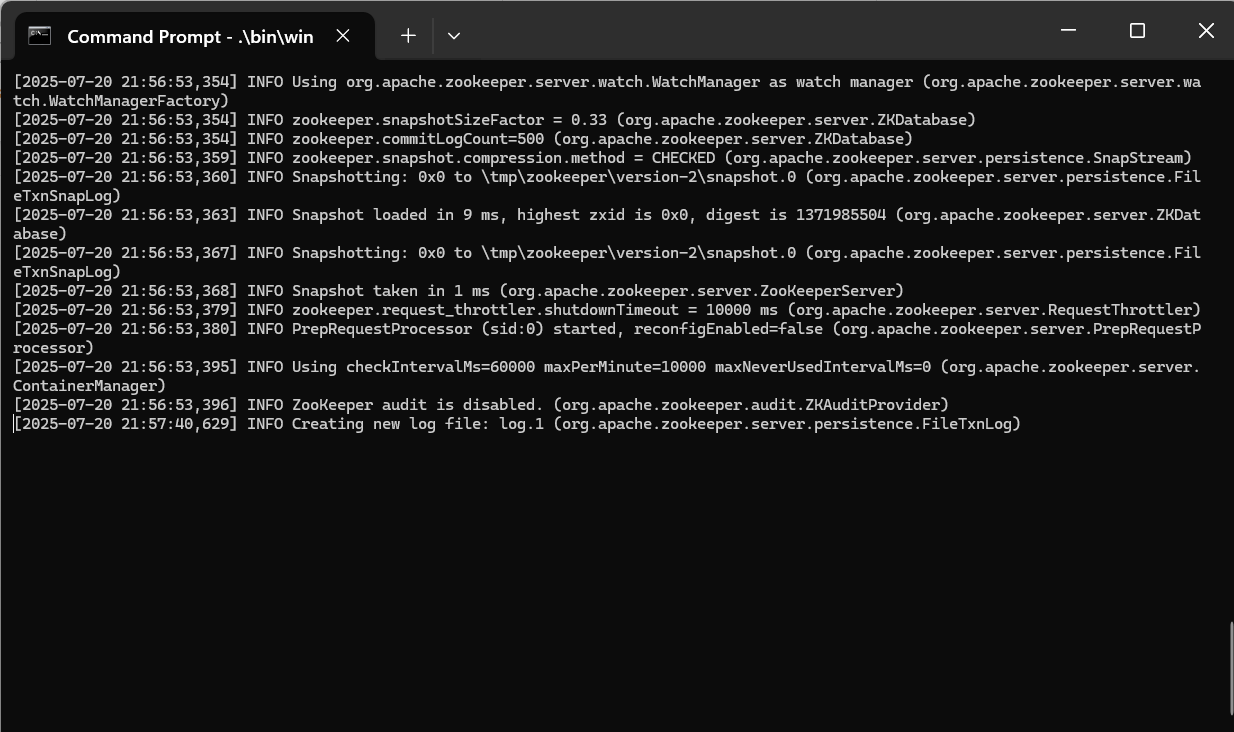 Command Prompt - .\bin\win
[2025-07-20 21:56:53,354] INFO Using org.apache.zookeeper.server.watch.WatchManager as watch manager (org.apache.zookeeper.server.wa
tch.WatchManagerFactory)
[2025-07-20 21:56:53,354] INFO zookeeper.snapshotSizeFactor = 0.33 (org.apache.zookeeper.server.ZKDatabase)
[2025-07-20 21:56:53,354] INFO zookeeper.commitLogCount=500 (org.apache.zookeeper.server.ZKDatabase)
[2025-07-20 21:56:53,359] INFO zookeeper.snapshot.compression.method = CHECKED (org.apache.zookeeper.server.persistence.SnapStream)
[2025-07-20 21:56:53,360] INFO Snapshotting: 0x0 to \tmp\zookeeper\version-2\snapshot.0 (org.apache.zookeeper.server.persistence.Fil
eTxnSnapLog)
[2025-07-20 21:56:53,363] INFO Snapshot loaded in 9 ms, highest zxid is 0x0, digest is 1371985504 (org.apache.zookeeper.server.ZKDat
abase)
[2025-07-20 21:56:53,367] INFO Snapshotting: 0x0 to \tmp\zookeeper\version-2\snapshot.0 (org.apache.zookeeper.server.persistence.Fil
eTxnSnapLog)
[2025-07-20 21:56:53,368] INFO Snapshot taken in 1 ms (org.apache.zookeeper.server.ZooKeeperServer)
[2025-07-20 21:56:53,379] INFO zookeeper.request_throttler.shutdownTimeout = 10000 ms (org.apache.zookeeper.server.RequestThrottler)
[2025-07-20 21:56:53,380] INFO PrepRequestProcessor (sid:0) started, reconfigEnabled=false (org.apache.zookeeper.server.PrepRequestP
rocessor)
[2025-07-20 21:56:53,395] INFO Using checkIntervalMs=60000 maxPerMinute=10000 maxNeverUsedIntervalMs=0 (org.apache.zookeeper.server.
ContainerManager)
[2025-07-20 21:56:53,396] INFO ZooKeeper audit is disabled. (org.apache.zookeeper.audit.ZKAuditProvider)
[2025-07-20 21:57:40,629] INFO Creating new log file: log.1 (org.apache.zookeeper.server.persistence.FileTxnLog)